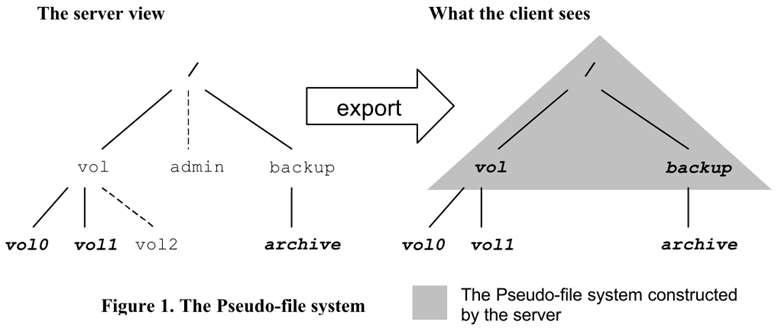 The server view
What the client sees
/
/
export
vol admin backup
vol backup
vol0 vol1 vol2 archive
vol0 vol1 archive
Figure 1. The Pseudo-file system
The Pseudo-file system constructed
by the server